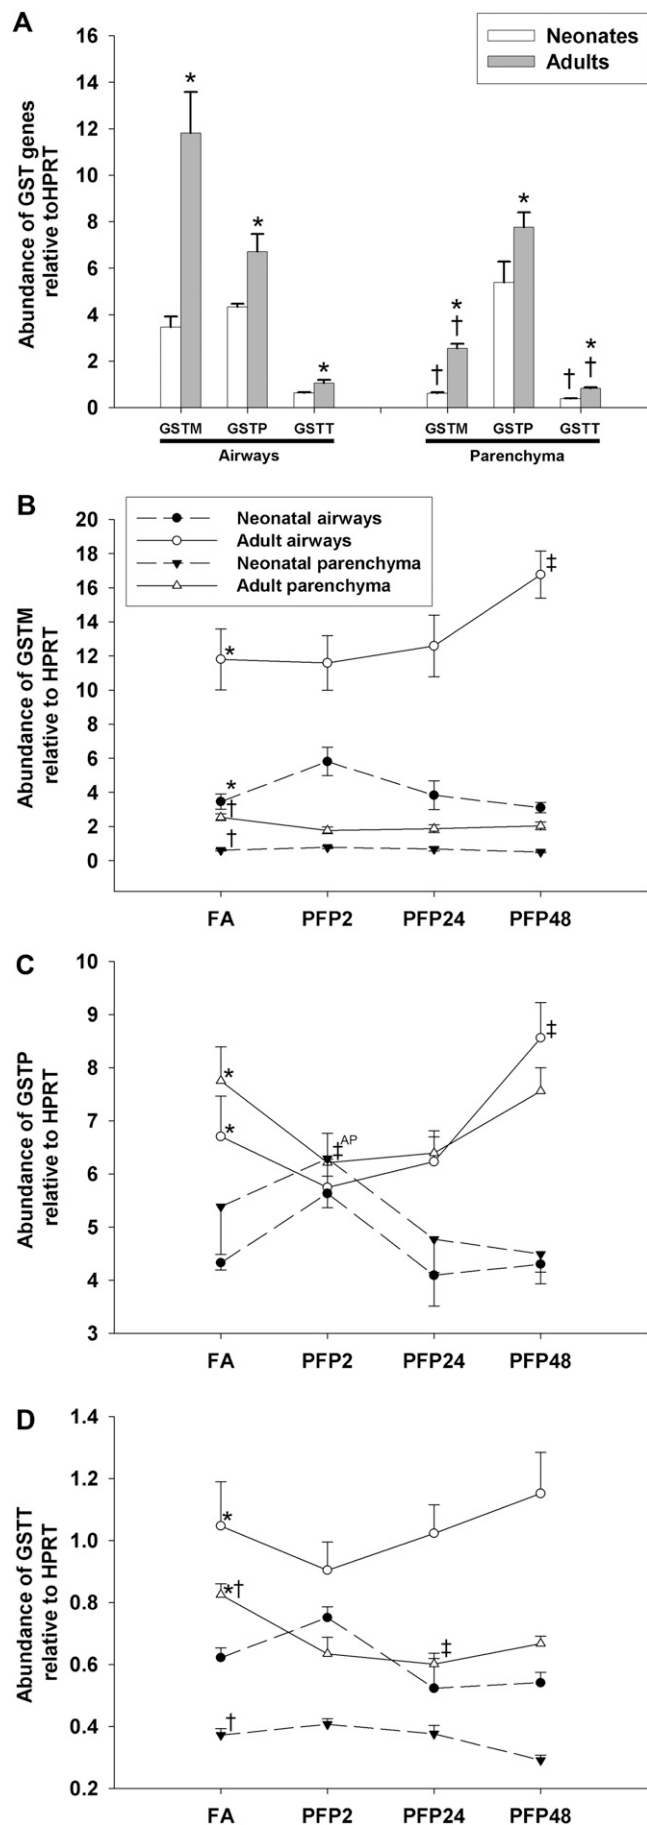 A
16
14
12
10
8
6
4
2
0
Abundance of GST genes
relative toHPRT
Neonates
Adults
*
*
*
†
*
†
*
†
*
†
GSTM GSTP GSTT GSTM GSTP GSTT
Airways Parenchyma
B
20
18
16
14
12
10
8
6
4
2
0
Abundance of GSTM
relative to HPRT
Neonatal airways
Adult airways
Neonatal parenchyma
Adult parenchyma
*
‡
*
†
†
FA PFP2 PFP24 PFP48
C
10
9
8
7
6
5
4
3
Abundance of GSTP
relative to HPRT
*
*
‡AP
‡
FA PFP2 PFP24 PFP48
D
1.4
1.2
1.0
0.8
0.6
0.4
0.2
Abundance of GSTT
relative to HPRT
*
*†
‡
†
FA PFP2 PFP24 PFP48